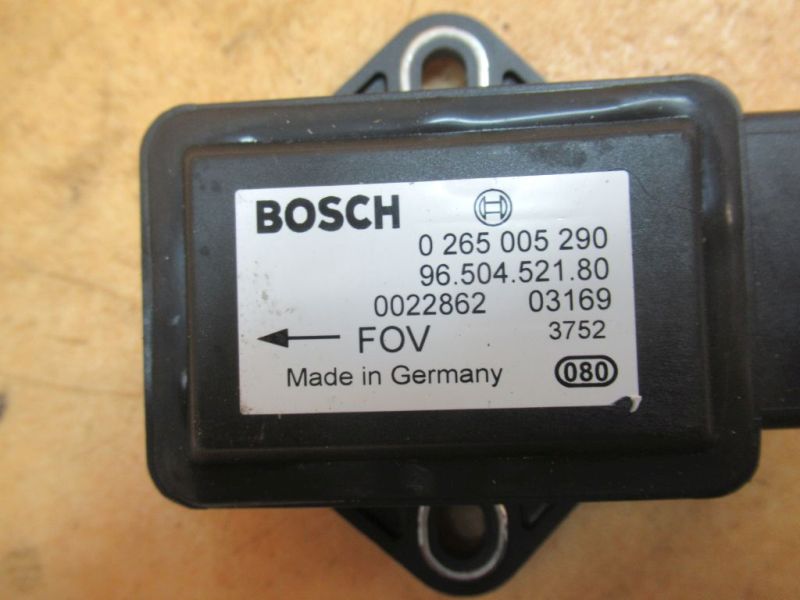 BOSCH
0 265 005 290
96.504.521.80
0022862 03169
FOV 3752
Made in Germany 080